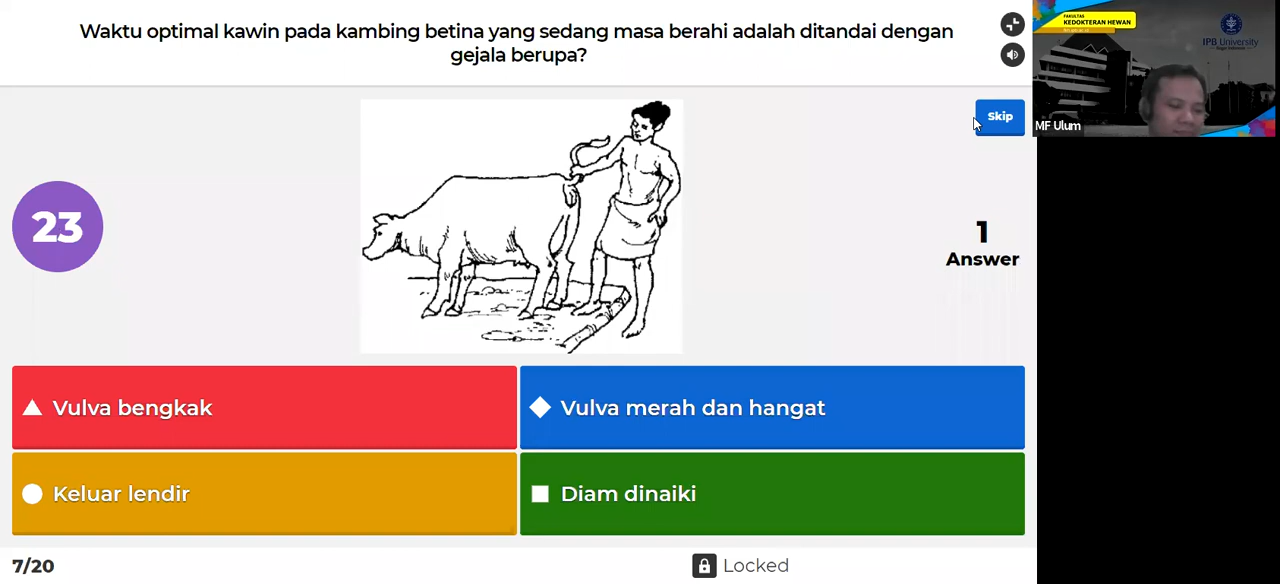 Waktu optimal kawin pada kambing betina yang sedang masa berahi adalah ditandai dengan
gejala berupa?
FAKULTAS
KEDOKTERAN HEWAN
IPB University
MF Ulum
Skip
23
1
Answer
Vulva bengkak
Vulva merah dan hangat
Keluar lendir
Diam dinaiki
7/20
Locked